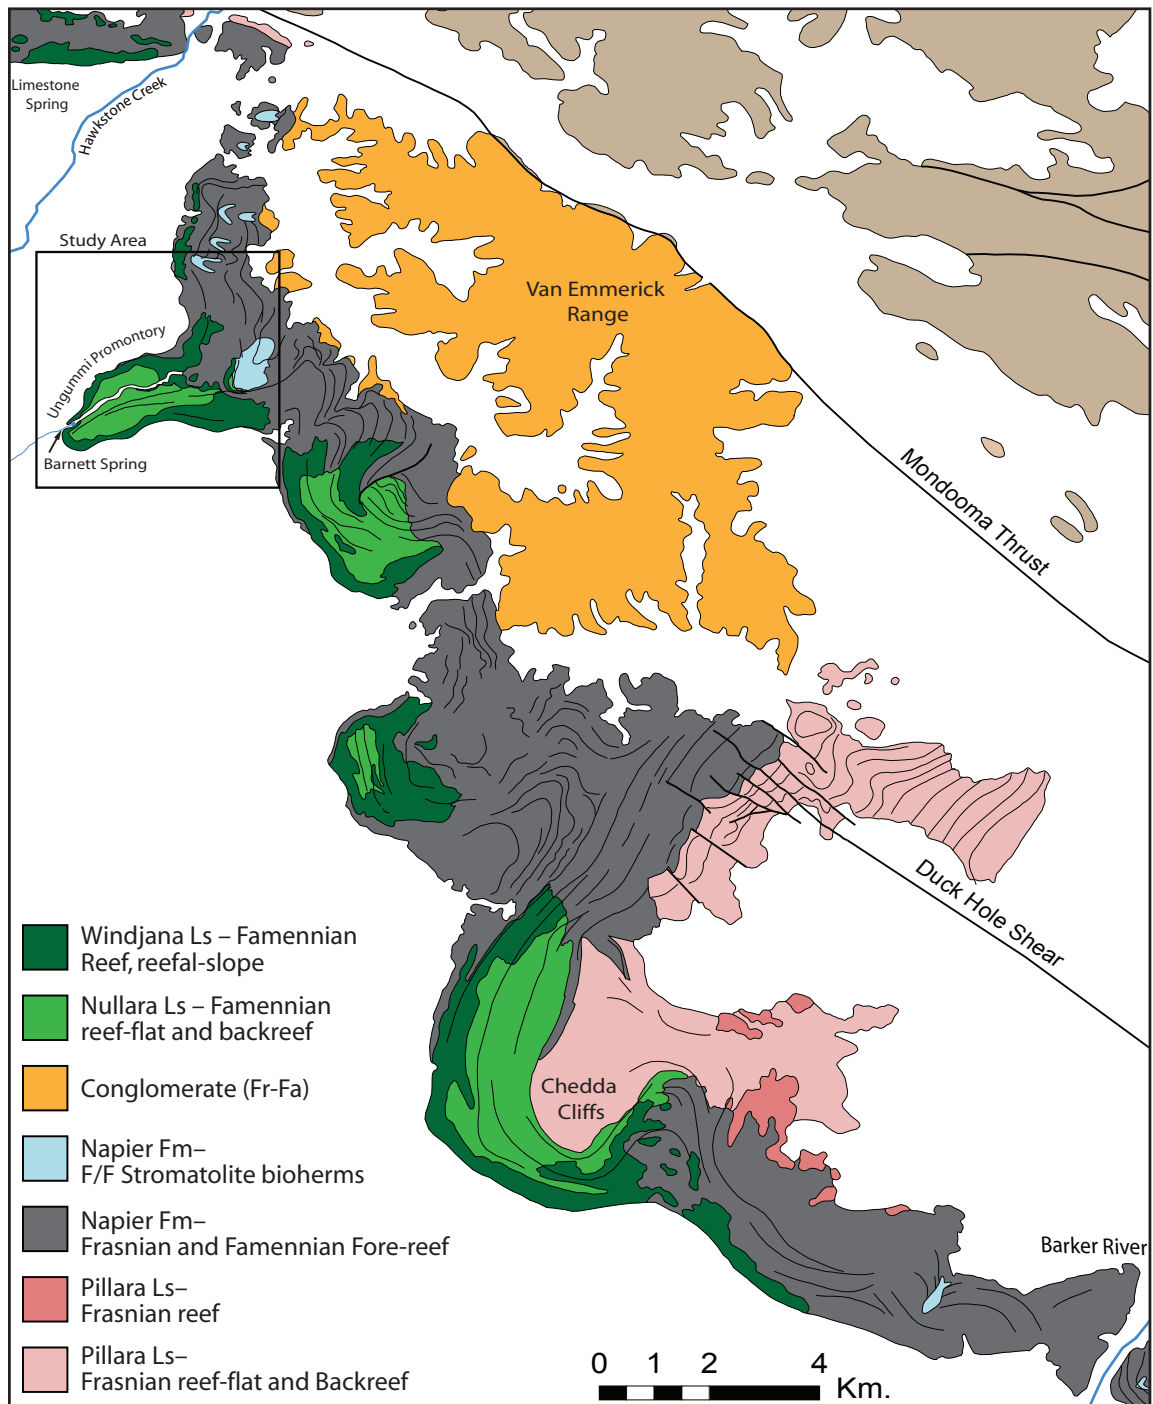 Limestone
Spring
Hawkstone Creek
Study Area
Ungummi Promontory
Barnett Spring
Van Emmerick
Range
Mondooma Thrust
Duck Hole Shear
Chedda
Cliffs
Barker River
Windjana Ls – Famennian
Reef, reefal-slope
Nullara Ls – Famennian
reef-flat and backreef
Conglomerate (Fr-Fa)
Napier Fm–
F/F Stromatolite bioherms
Napier Fm–
Frasnian and Famennian Fore-reef
Pillara Ls–
Frasnian reef
Pillara Ls–
Frasnian reef-flat and Backreef
0 1 2 4
Km.